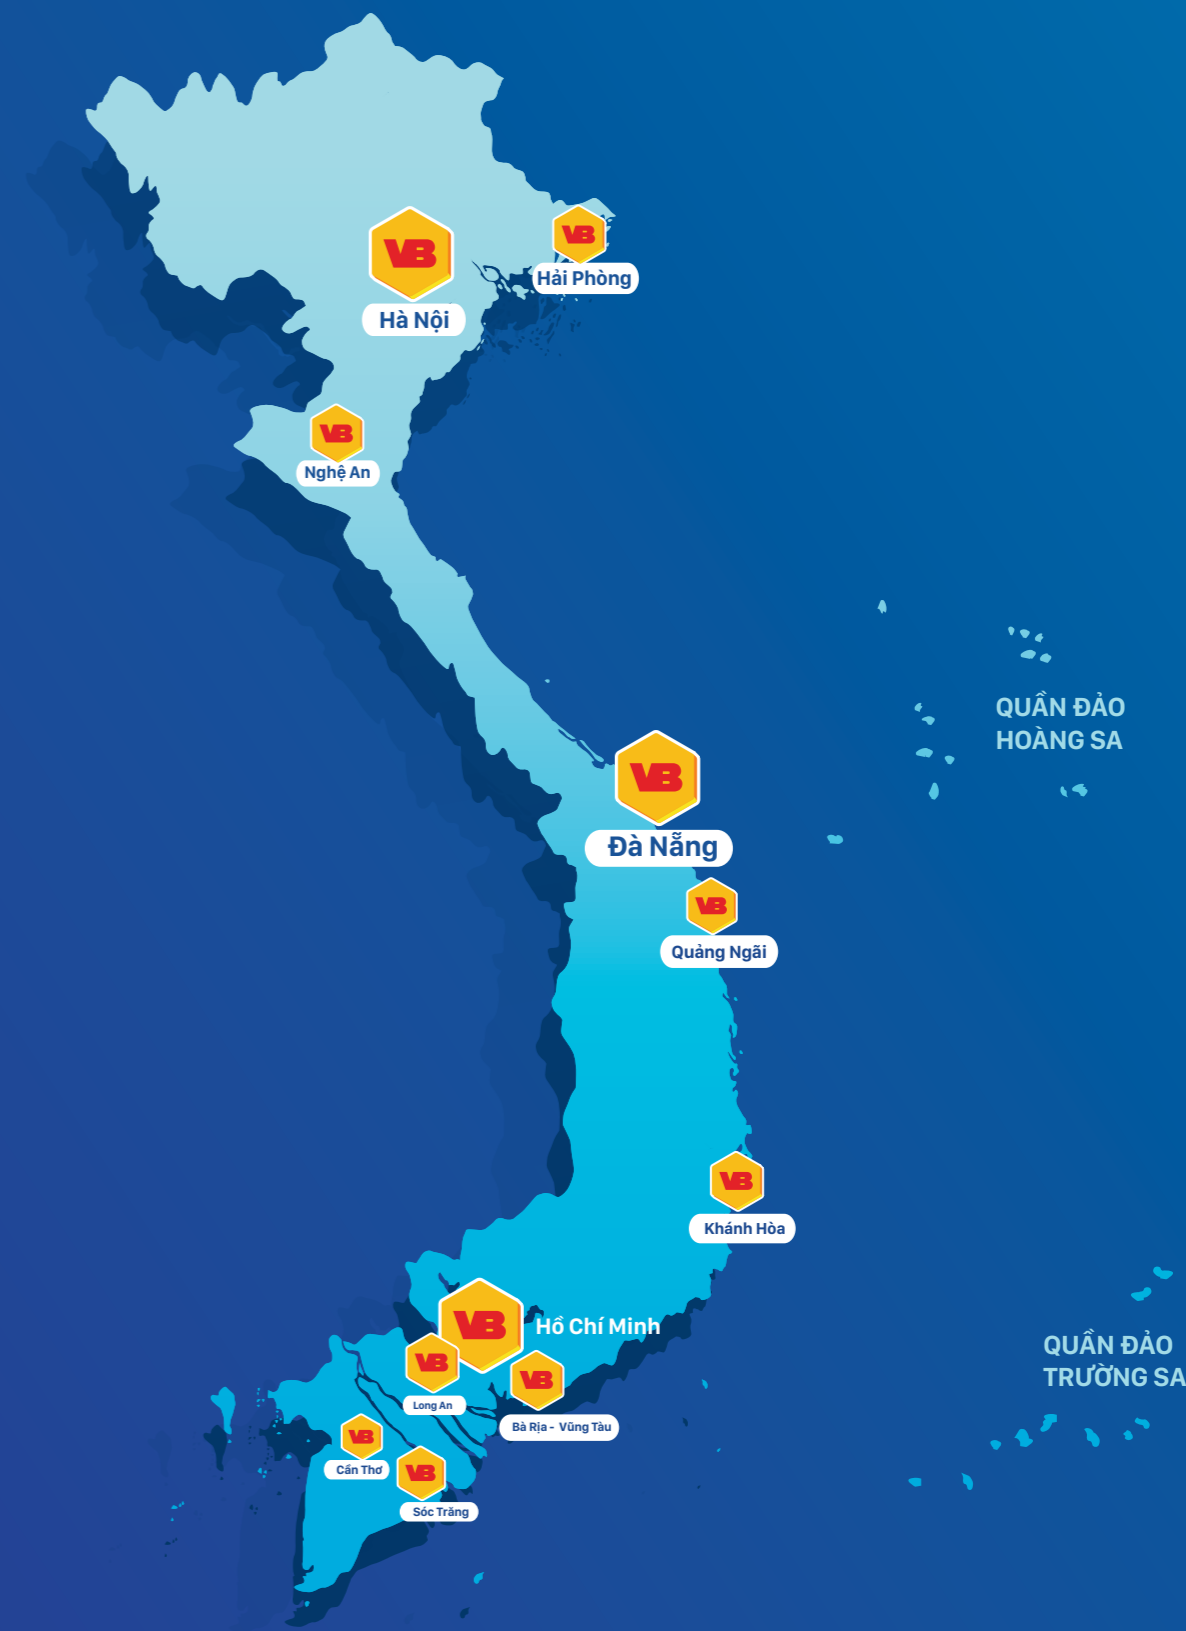 VB
Hà Nội
VB
Hải Phòng
VB
Nghệ An
QUẦN ĐẢO
HOÀNG SA
VB
Đà Nẵng
VB
Quảng Ngãi
VB
Khánh Hòa
VB
Hồ Chí Minh
VB
Long An
VB
Bà Rịa - Vũng Tàu
QUẦN ĐẢO
TRƯỜNG SA
VB
Cần Thơ
VB
Sóc Trăng